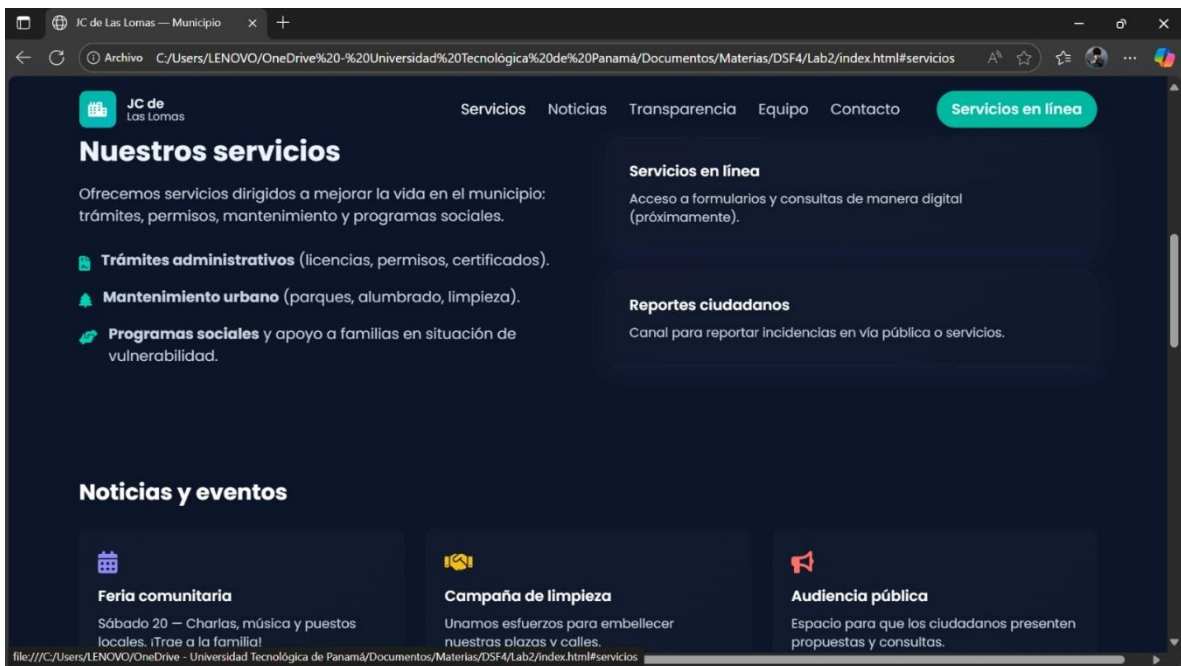 JC de Las Lomas — Municipio
Archivo C:/Users/LENOVO/OneDrive%20-%20Universidad%20Tecnológica%20de%20Panamá/Documentos/Materias/DSF4/Lab2/index.html#servicios
JC de
Las Lomas
Servicios Noticias Transparencia Equipo Contacto Servicios en línea
Nuestros servicios
Ofrecemos servicios dirigidos a mejorar la vida en el municipio:
trámites, permisos, mantenimiento y programas sociales.
Trámites administrativos (licencias, permisos, certificados).
Mantenimiento urbano (parques, alumbrado, limpieza).
Programas sociales y apoyo a familias en situación de
vulnerabilidad.
Servicios en línea
Acceso a formularios y consultas de manera digital
(próximamente).
Reportes ciudadanos
Canal para reportar incidencias en vía pública o servicios.
Noticias y eventos
Feria comunitaria
Sábado 20 — Charlas, música y puestos
locales. ¡Trae a la familia!
Campaña de limpieza
Unamos esfuerzos para embellecer
nuestras plazas y calles.
Audiencia pública
Espacio para que los ciudadanos presenten
propuestas y consultas.
file:///C:/Users/LENOVO/OneDrive - Universidad Tecnológica de Panamá/Documentos/Materias/DSF4/Lab2/index.html#servicios